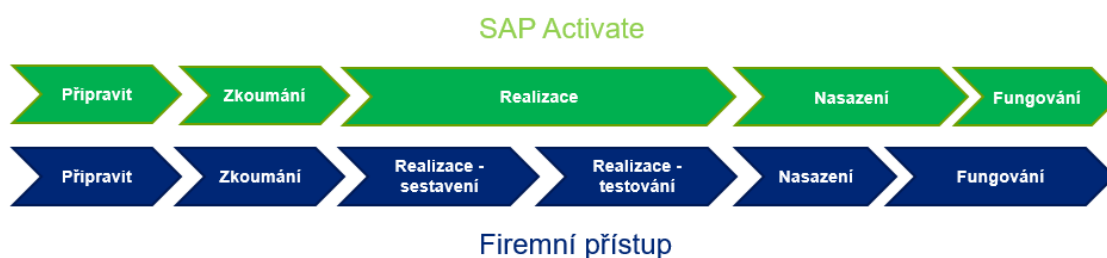 SAP Activate
Připravit
Zkoumání
Realizace
Nasazení
Fungování
Připravit
Zkoumání
Realizace -
sestavení
Realizace -
testování
Nasazení
Fungování
Firemní přístup